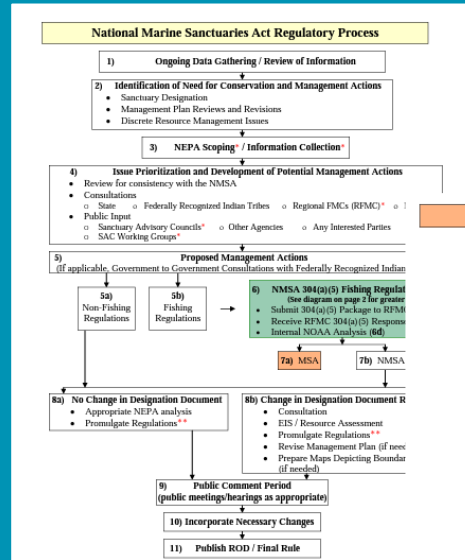 National Marine Sanctuaries Act Regulatory Process
1) Ongoing Data Gathering / Review of Information
2) Identification of Need for Conservation and Management Actions
• Sanctuary Designation
• Management Plan Reviews and Revisions
• Discrete Resource Management Issues
3) NEPA Scoping* / Information Collection*
4) Issue Prioritization and Development of Potential Management Actions
• Review for consistency with the NMSA
• Consultations
o State o Federally Recognized Indian Tribes o Regional FMCs (RFMC)* o
• Public Input
o Sanctuary Advisory Councils* o Other Agencies o Any Interested Parties
o SAC Working Groups*
5) Proposed Management Actions
(If applicable, Government to Government Consultations with Federally Recognized Indian
5a)
Non-Fishing
Regulations
5b)
Fishing
Regulations
6) NMSA 304(a)(5) Fishing Regulat
(See diagram on page 2 for greater
• Submit 304(a)(5) Package to RFMC
• Receive RFMC 304(a)(5) Respons
• Internal NOAA Analysis (6d)
7a) MSA
7b) NMSA
8a) No Change in Designation Document
• Appropriate NEPA analysis
• Promulgate Regulations**
8b) Change in Designation Document R
• Consultation
• EIS / Resource Assessment
• Promulgate Regulations**
• Revise Management Plan (if need
• Prepare Maps Depicting Boundar
(if needed)
9) Public Comment Period
(public meetings/hearings as appropriate)
10) Incorporate Necessary Changes
11) Publish ROD / Final Rule